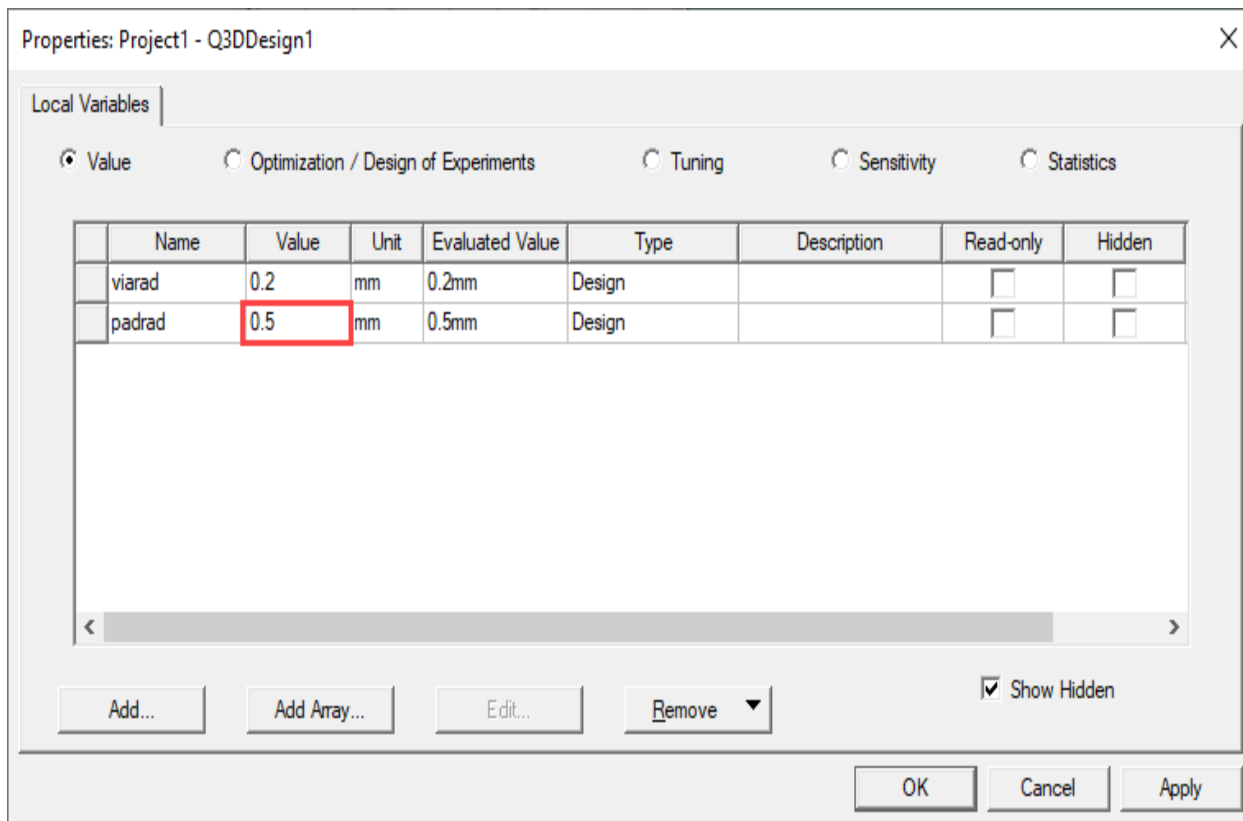 Properties: Project1 - Q3DDesign1
Local Variables
Value Optimization / Design of Experiments Tuning Sensitivity Statistics
Name Value Unit Evaluated Value Type Description Read-only Hidden
viarad 0.2 mm 0.2mm Design
padrad 0.5 mm 0.5mm Design
Show Hidden
Add... Add Array... Edit... Remove
OK Cancel Apply